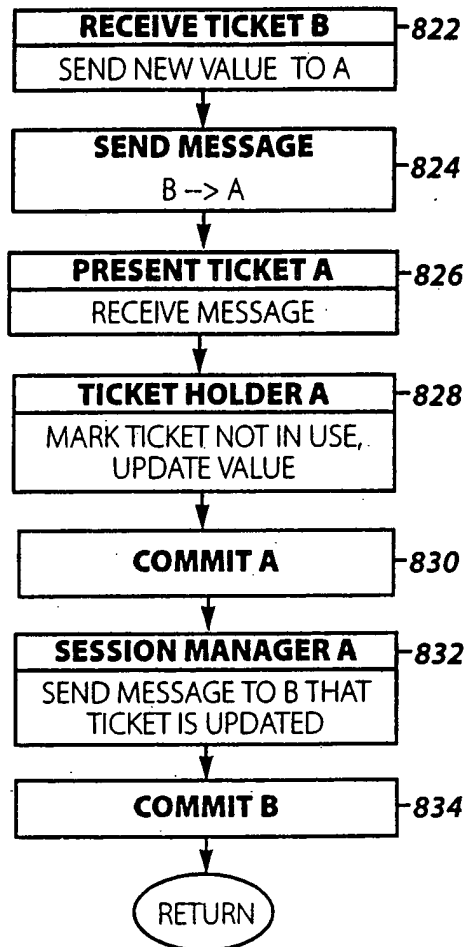 RECEIVE TICKET B
822
SEND NEW VALUE TO A
SEND MESSAGE
824
B --> A
PRESENT TICKET A
826
RECEIVE MESSAGE
TICKET HOLDER A
828
MARK TICKET NOT IN USE,
UPDATE VALUE
COMMIT A
830
SESSION MANAGER A
832
SEND MESSAGE TO B THAT
TICKET IS UPDATED
COMMIT B
834
RETURN